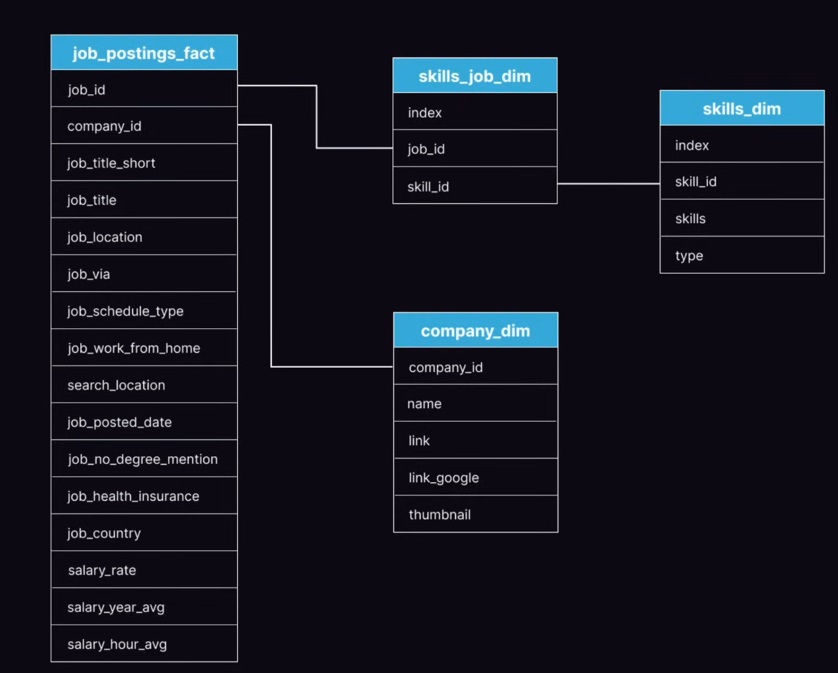 job_postings_fact
job_id
company_id
job_title_short
job_title
job_location
job_via
job_schedule_type
job_work_from_home
search_location
job_posted_date
job_no_degree_mention
job_health_insurance
job_country
salary_rate
salary_year_avg
salary_hour_avg
skills_job_dim
index
job_id
skill_id
skills_dim
index
skill_id
skills
type
company_dim
company_id
name
link
link_google
thumbnail